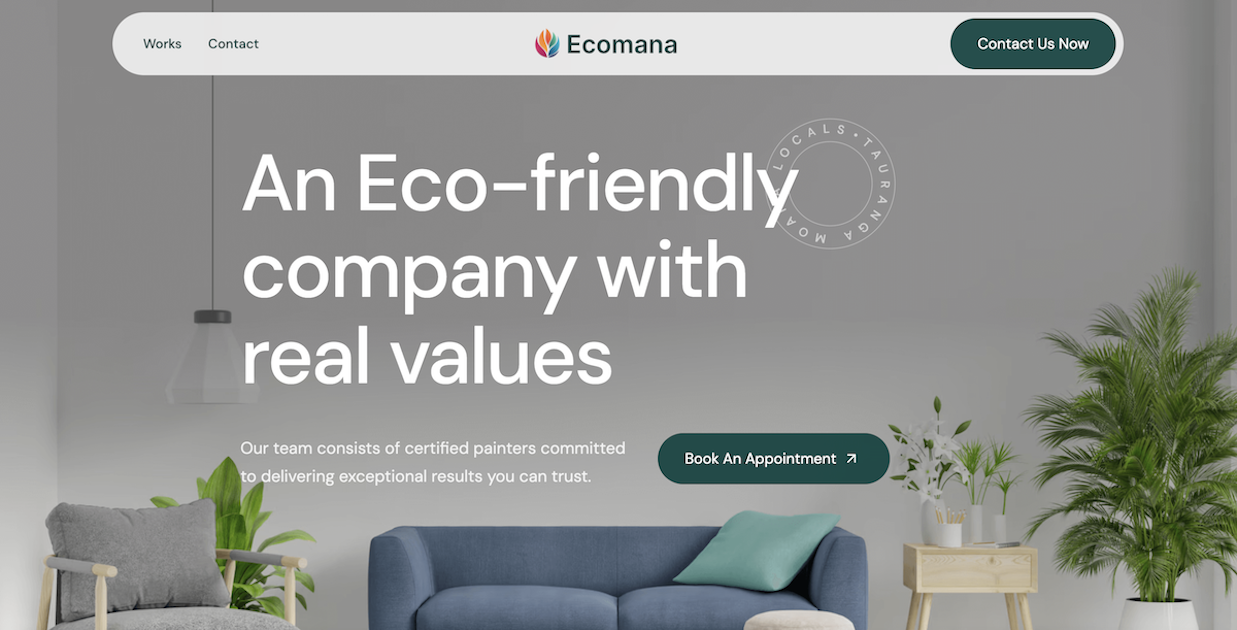 Works
Contact
Ecomana
Contact Us Now
LOCALS • TAURANGA MOANA
An Eco-friendly
company with
real values
Our team consists of certified painters committed
to delivering exceptional results you can trust.
Book An Appointment